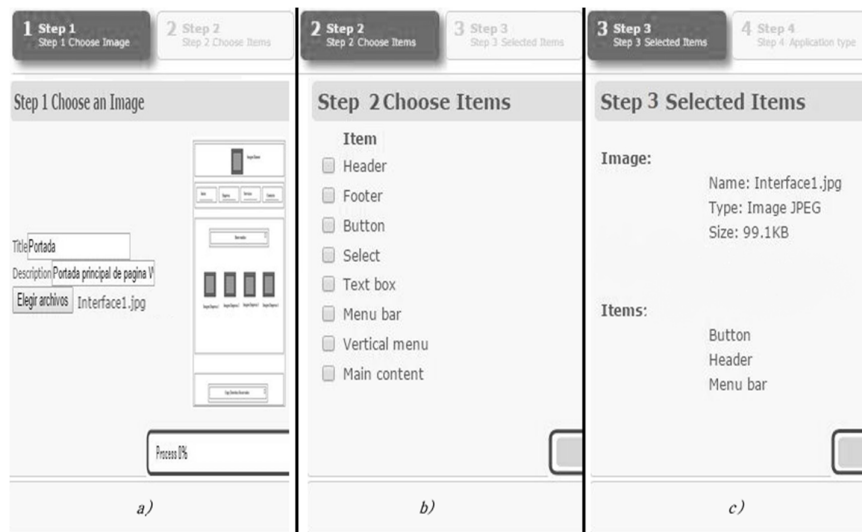 1 Step 1
Step 1 Choose Image
2 Step 2
Step 2 Choose Items
Step 1 Choose an Image
Title Portada
Description Portada principal de pagina
Elegir archivos Interface1.jpg
Process 0%
a)
2 Step 2
Step 2 Choose Items
3 Step 3
Step 3 Selected Items
Step 2 Choose Items
Item
Header
Footer
Button
Select
Text box
Menu bar
Vertical menu
Main content
b)
3 Step 3
Step 3 Selected Items
4 Step 4
Step 4 Application type
Step 3 Selected Items
Image:
Name: Interface1.jpg
Type: Image JPEG
Size: 99.1KB
Items:
Button
Header
Menu bar
c)